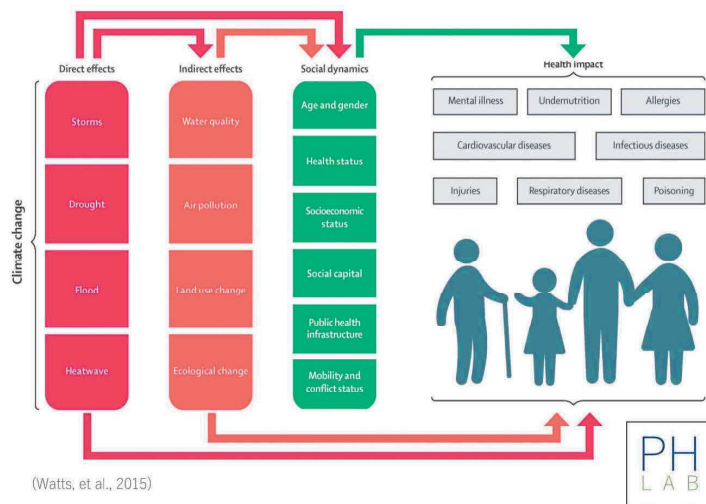 Direct effects
Indirect effects
Social dynamics
Health impact
Climate change
Storms
Drought
Flood
Heatwave
Water quality
Air pollution
Land use change
Ecological change
Age and gender
Health status
Socioeconomic
status
Social capital
Public health
infrastructure
Mobility and
conflict status
Mental illness
Undernutrition
Allergies
Cardiovascular diseases
Infectious diseases
Injuries
Respiratory diseases
Poisoning
(Watts, et al., 2015)
PH
LAB